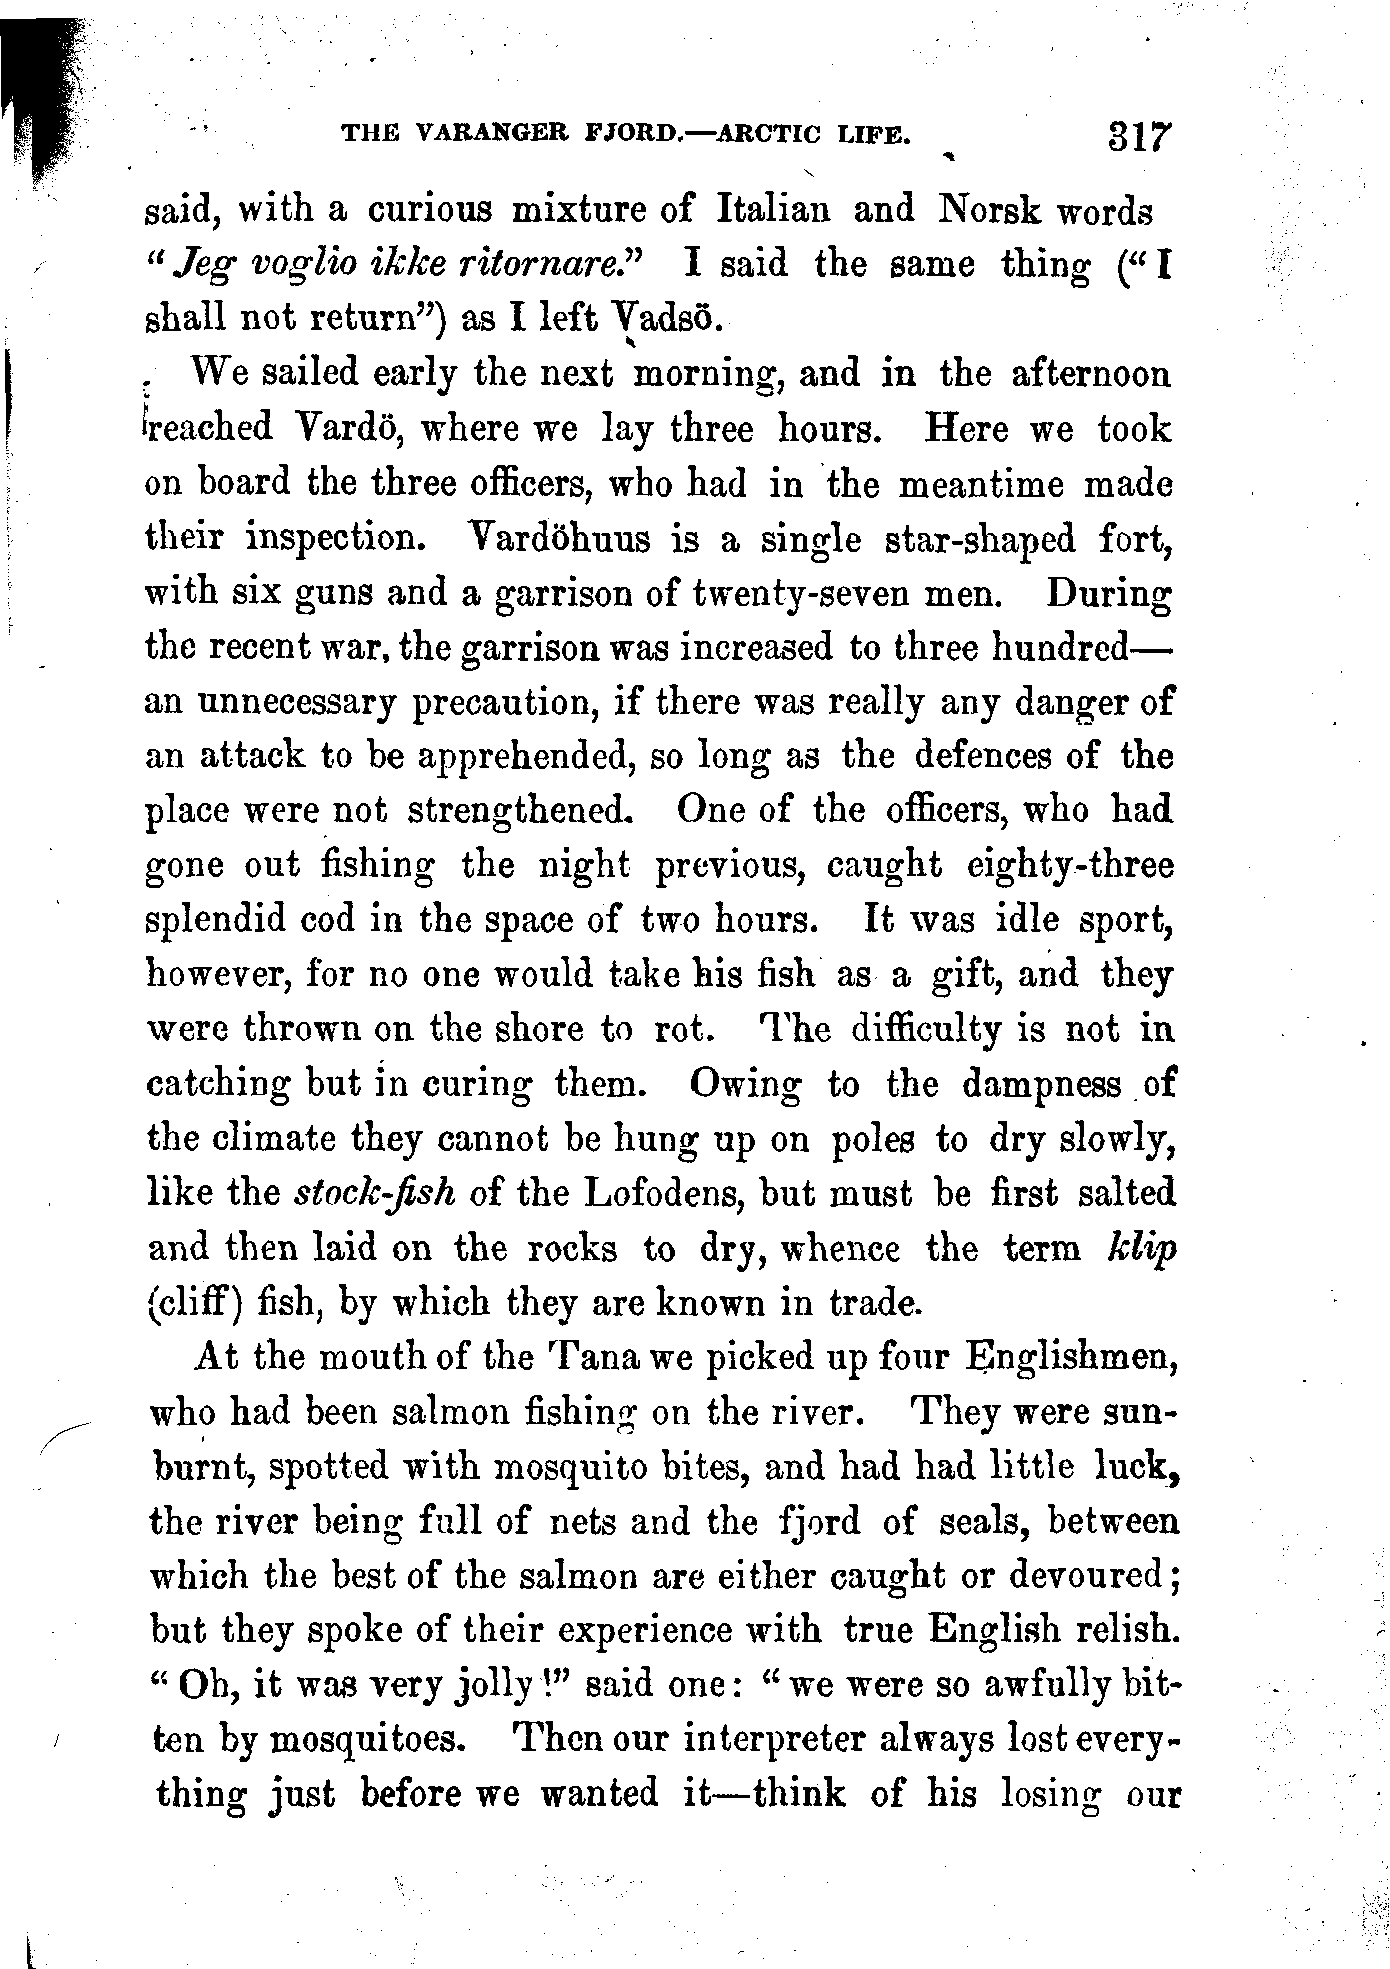 THE VARANGER FJORD.—ARCTIC LIFE. 317
said, with a curious mixture of Italian and Norsk words
“Jeg voglio ikke ritornare.” I said the same thing (“I
shall not return”) as I left Vadsö.
We sailed early the next morning, and in the afternoon
reached Vardö, where we lay three hours. Here we took
on board the three officers, who had in the meantime made
their inspection. Vardöhuus is a single star-shaped fort,
with six guns and a garrison of twenty-seven men. During
the recent war, the garrison was increased to three hundred—
an unnecessary precaution, if there was really any danger of
an attack to be apprehended, so long as the defences of the
place were not strengthened. One of the officers, who had
gone out fishing the night previous, caught eighty-three
splendid cod in the space of two hours. It was idle sport,
however, for no one would take his fish as a gift, and they
were thrown on the shore to rot. The difficulty is not in
catching but in curing them. Owing to the dampness of
the climate they cannot be hung up on poles to dry slowly,
like the stock-fish of the Lofodens, but must be first salted
and then laid on the rocks to dry, whence the term klip
(cliff) fish, by which they are known in trade.
At the mouth of the Tana we picked up four Englishmen,
who had been salmon fishing on the river. They were sun-
burnt, spotted with mosquito bites, and had had little luck,
the river being full of nets and the fjord of seals, between
which the best of the salmon are either caught or devoured;
but they spoke of their experience with true English relish.
“Oh, it was very jolly!” said one: “we were so awfully bit-
ten by mosquitoes. Then our interpreter always lost every-
thing just before we wanted it—think of his losing our